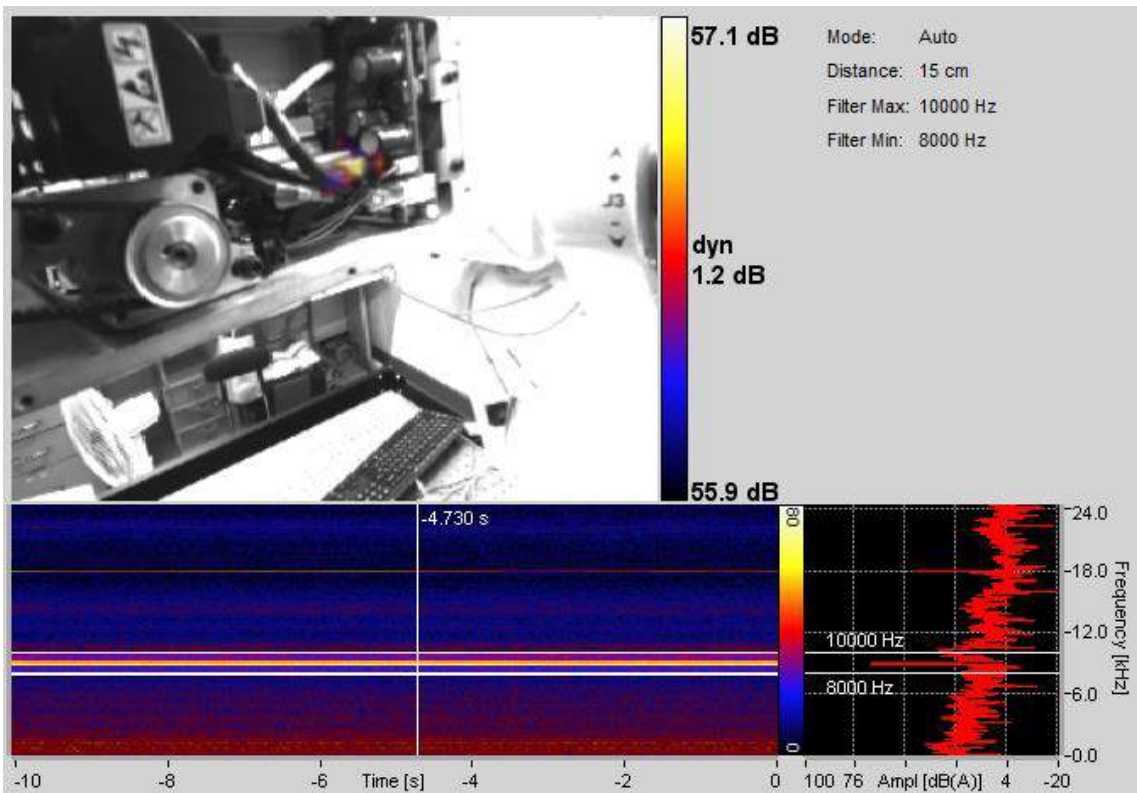 57.1 dB
Mode: Auto
Distance: 15 cm
Filter Max: 10000 Hz
Filter Min: 8000 Hz
dyn
1.2 dB
55.9 dB
-4.730 s
80
0
10000 Hz
8000 Hz
24.0
18.0
12.0
6.0
0.0
Frequency [kHz]
-10 -8 -6 Time [s] -4 -2 0
100 76 Ampl [dB(A)] 4 -20